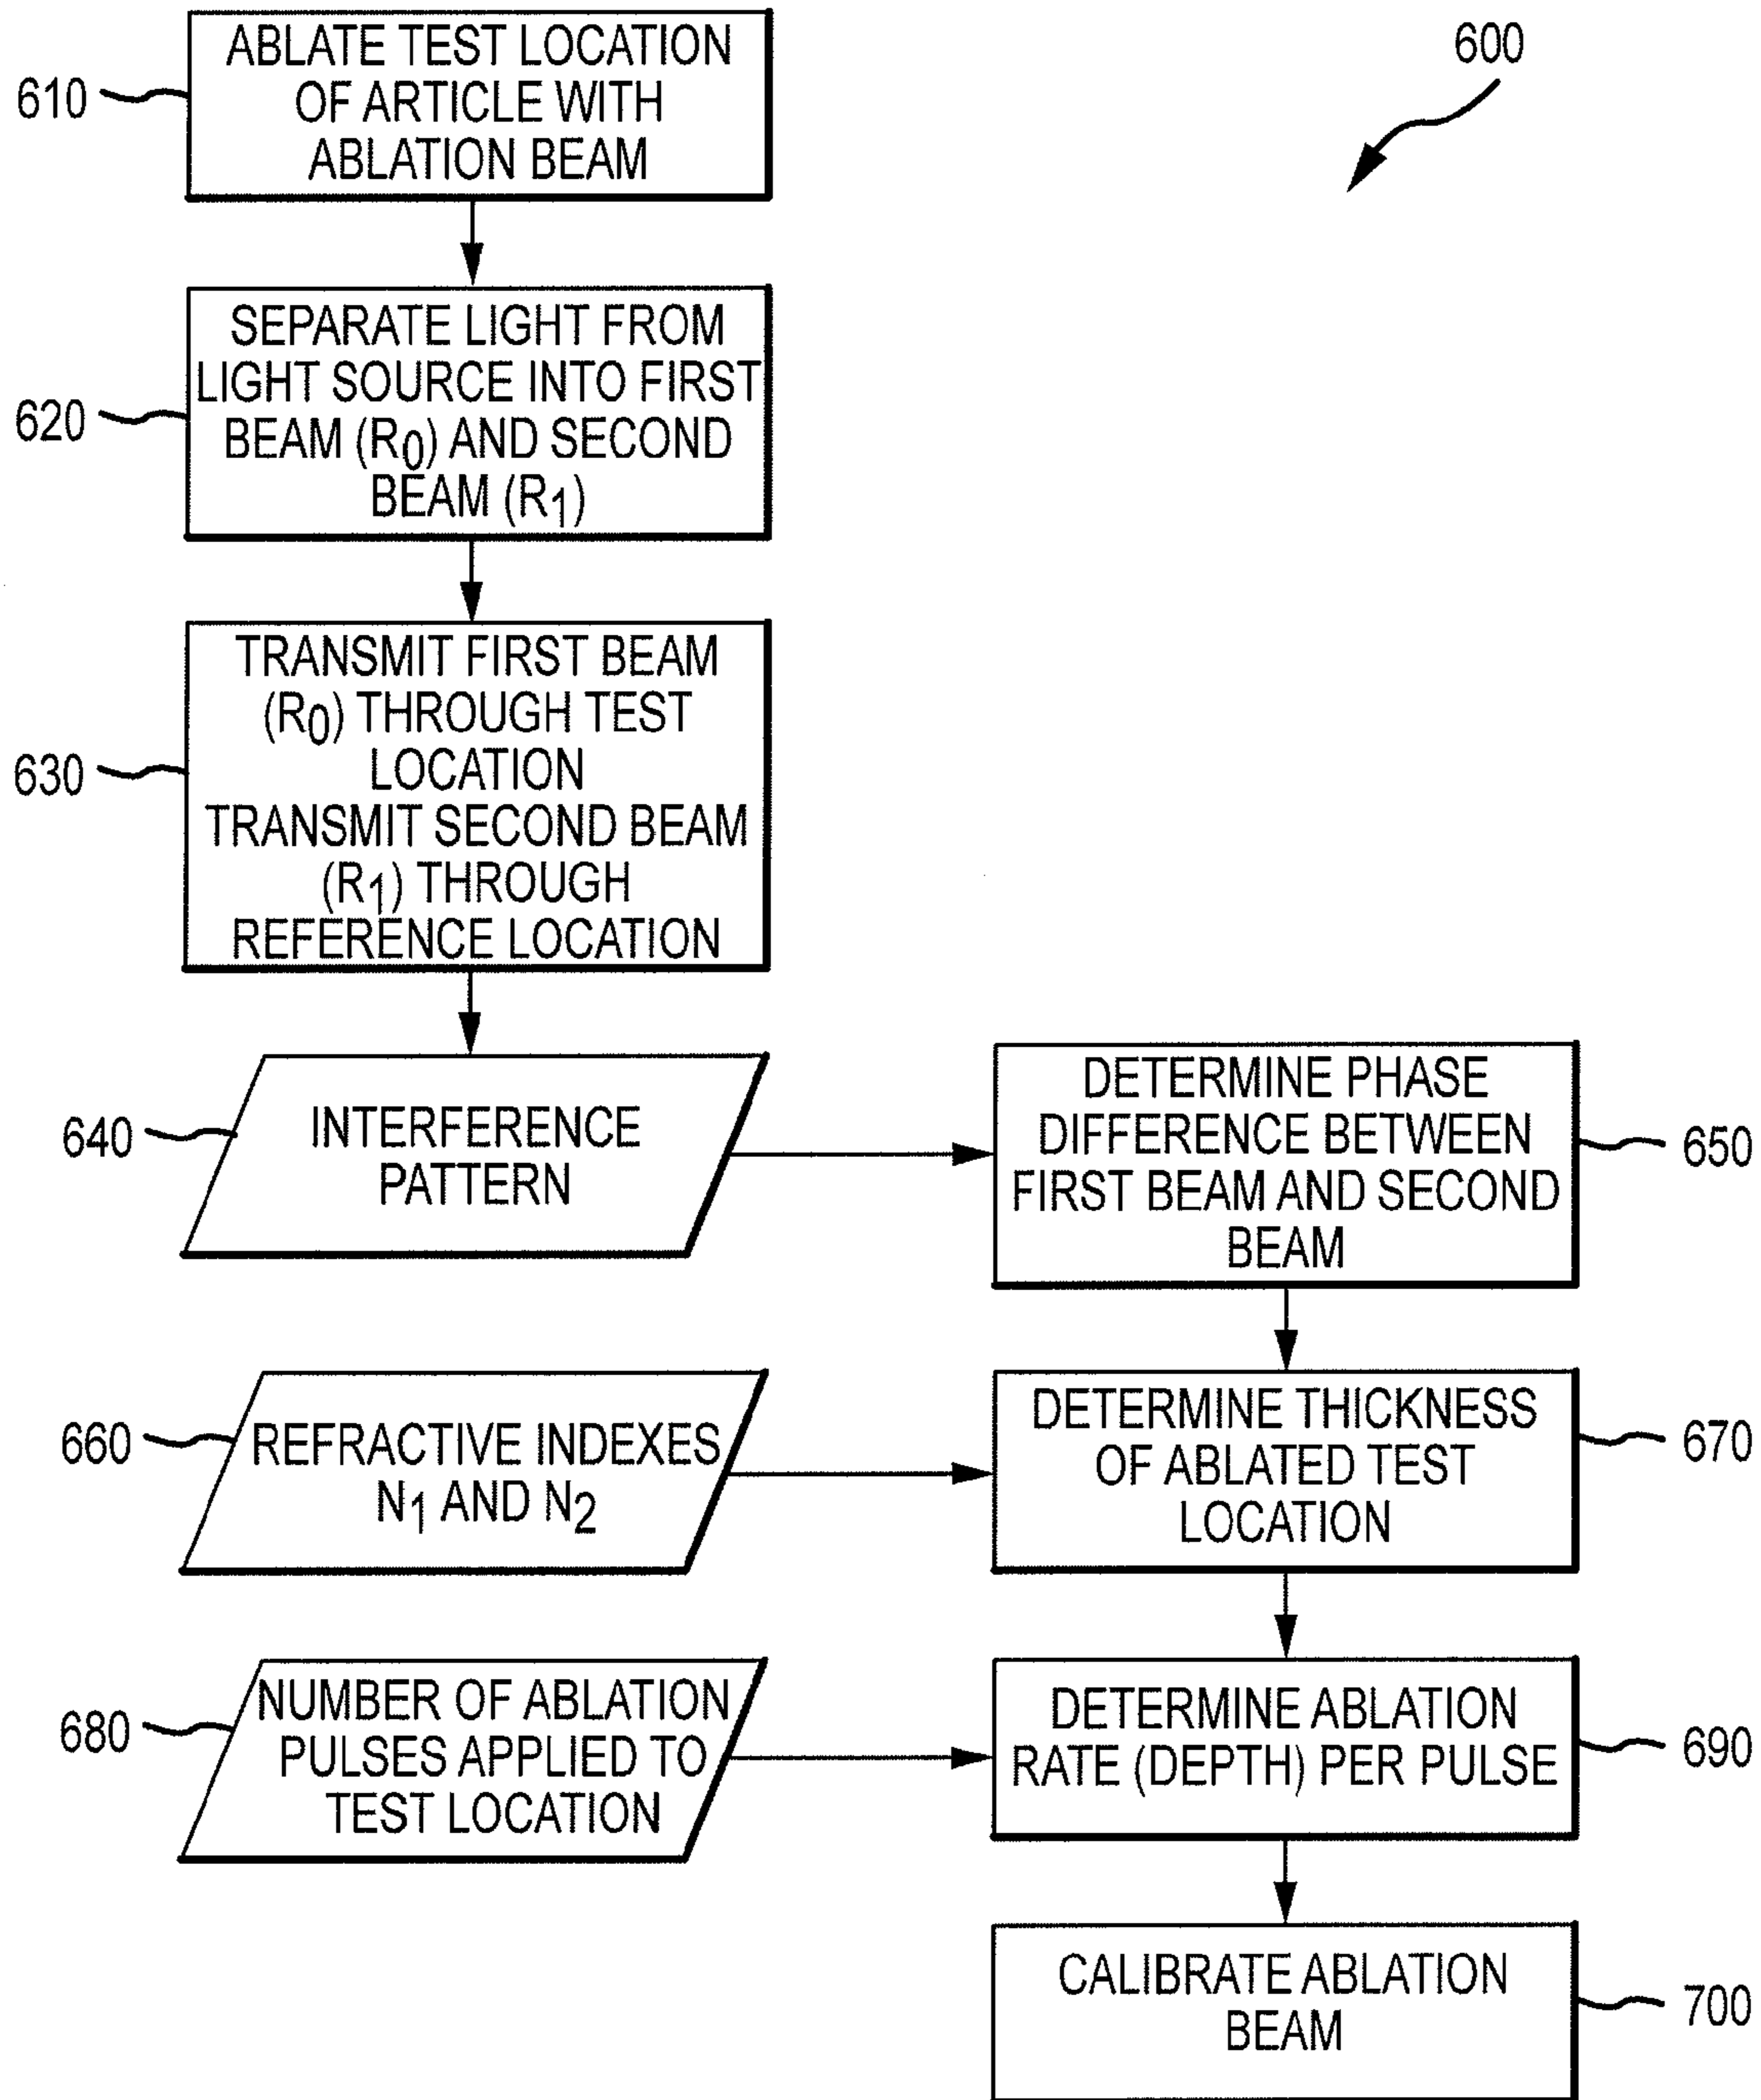 600
610
ABLATE TEST LOCATION
OF ARTICLE WITH
ABLATION BEAM
620
SEPARATE LIGHT FROM
LIGHT SOURCE INTO FIRST
BEAM (R0) AND SECOND
BEAM (R1)
630
TRANSMIT FIRST BEAM
(R0) THROUGH TEST
LOCATION
TRANSMIT SECOND BEAM
(R1) THROUGH
REFERENCE LOCATION
640
INTERFERENCE
PATTERN
DETERMINE PHASE
DIFFERENCE BETWEEN
FIRST BEAM AND SECOND
BEAM
650
660
REFRACTIVE INDEXES
N1 AND N2
DETERMINE THICKNESS
OF ABLATED TEST
LOCATION
670
680
NUMBER OF ABLATION
PULSES APPLIED TO
TEST LOCATION
DETERMINE ABLATION
RATE (DEPTH) PER PULSE
690
CALIBRATE ABLATION
BEAM
700